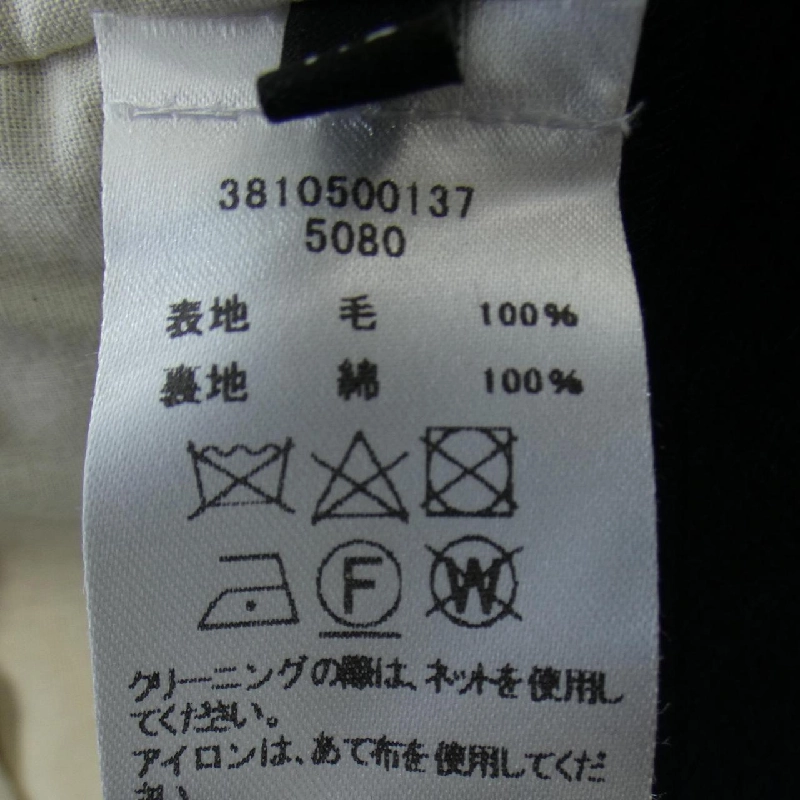 3810500137
5080
表地 毛 100%
裏地 綿 100%
F
W
クリーニングの際は、ネットを使用し
てください。
アイロンは、あて布を使用してくだ
さい